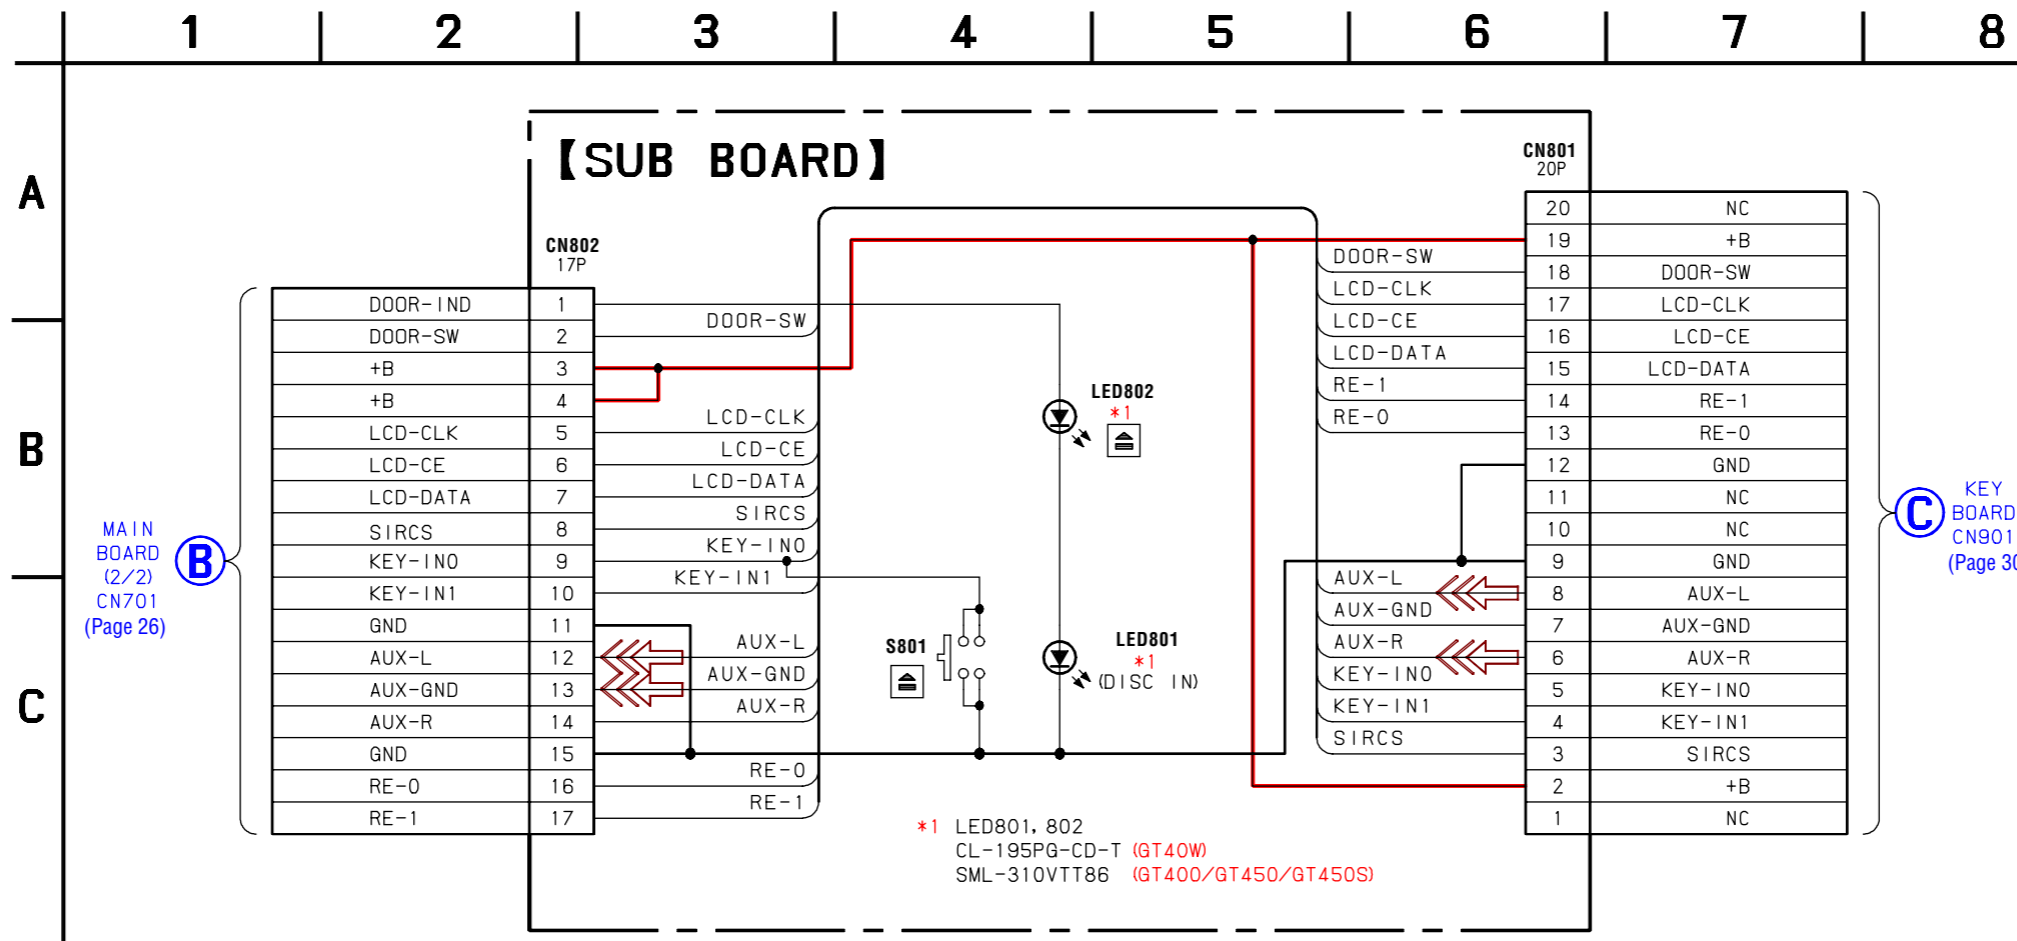 1 2 3 4 5 6 7 8
A
B
C
【SUB BOARD】
CN802
17P
DOOR-IND 1
DOOR-SW 2
+B 3
+B 4
LCD-CLK 5
LCD-CE 6
LCD-DATA 7
SIRCS 8
KEY-IN0 9
KEY-IN1 10
GND 11
AUX-L 12
AUX-GND 13
AUX-R 14
GND 15
RE-0 16
RE-1 17
MAIN
BOARD
(2/2)
CN701
(Page 26)
B
DOOR-SW
LCD-CLK
LCD-CE
LCD-DATA
SIRCS
KEY-IN0
KEY-IN1
AUX-L
AUX-GND
AUX-R
RE-0
RE-1
LED802
*1
S801
LED801
*1
(DISC IN)
*1 LED801, 802
CL-195PG-CD-T (GT40W)
SML-310VTT86 (GT400/GT450/GT450S)
DOOR-SW
LCD-CLK
LCD-CE
LCD-DATA
RE-1
RE-0
AUX-L
AUX-GND
AUX-R
KEY-IN0
KEY-IN1
SIRCS
CN801
20P
20 NC
19 +B
18 DOOR-SW
17 LCD-CLK
16 LCD-CE
15 LCD-DATA
14 RE-1
13 RE-0
12 GND
11 NC
10 NC
9 GND
8 AUX-L
7 AUX-GND
6 AUX-R
5 KEY-IN0
4 KEY-IN1
3 SIRCS
2 +B
1 NC
C
KEY
BOARD
CN901
(Page 30